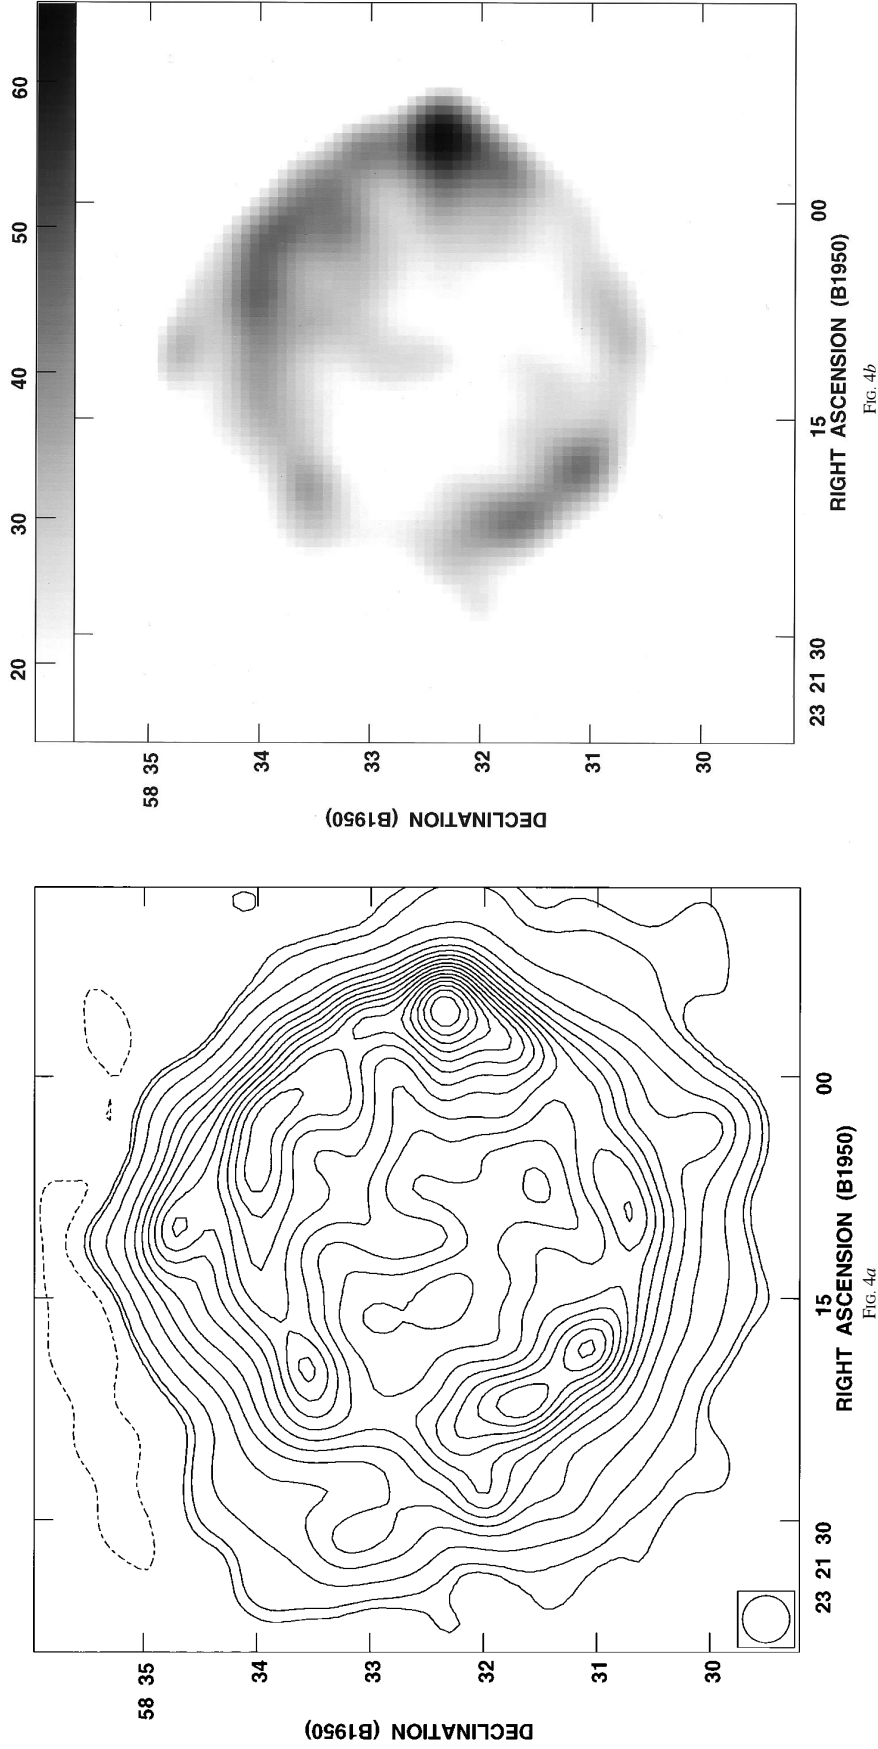 20 30 40 50 60
58 35
34
33
32
31
30
DECLINATION (B1950)
23 21 30 15 00
RIGHT ASCENSION (B1950)
FIG. 4b
58 35
34
33
32
31
30
DECLINATION (B1950)
23 21 30 15 00
RIGHT ASCENSION (B1950)
FIG. 4a